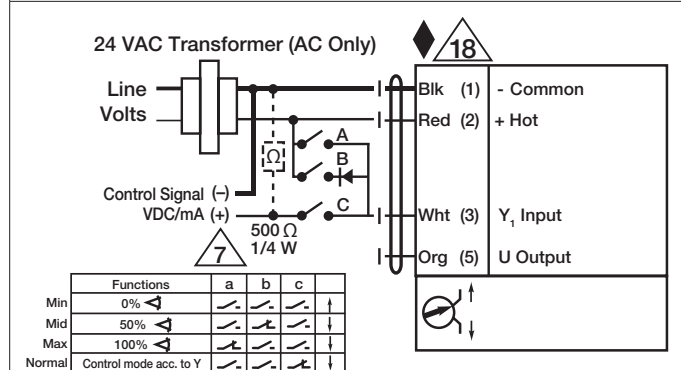 24 VAC Transformer (AC Only)
18
Line
Volts
Blk (1) - Common
Red (2) + Hot
A
B
C
Ω
Control Signal (–)
VDC/mA (+)
500 Ω
1/4 W
7
Wht (3) Y1 Input
Org (5) U Output
Functions a b c
Min 0%
Mid 50%
Max 100%
Normal Control mode acc. to Y